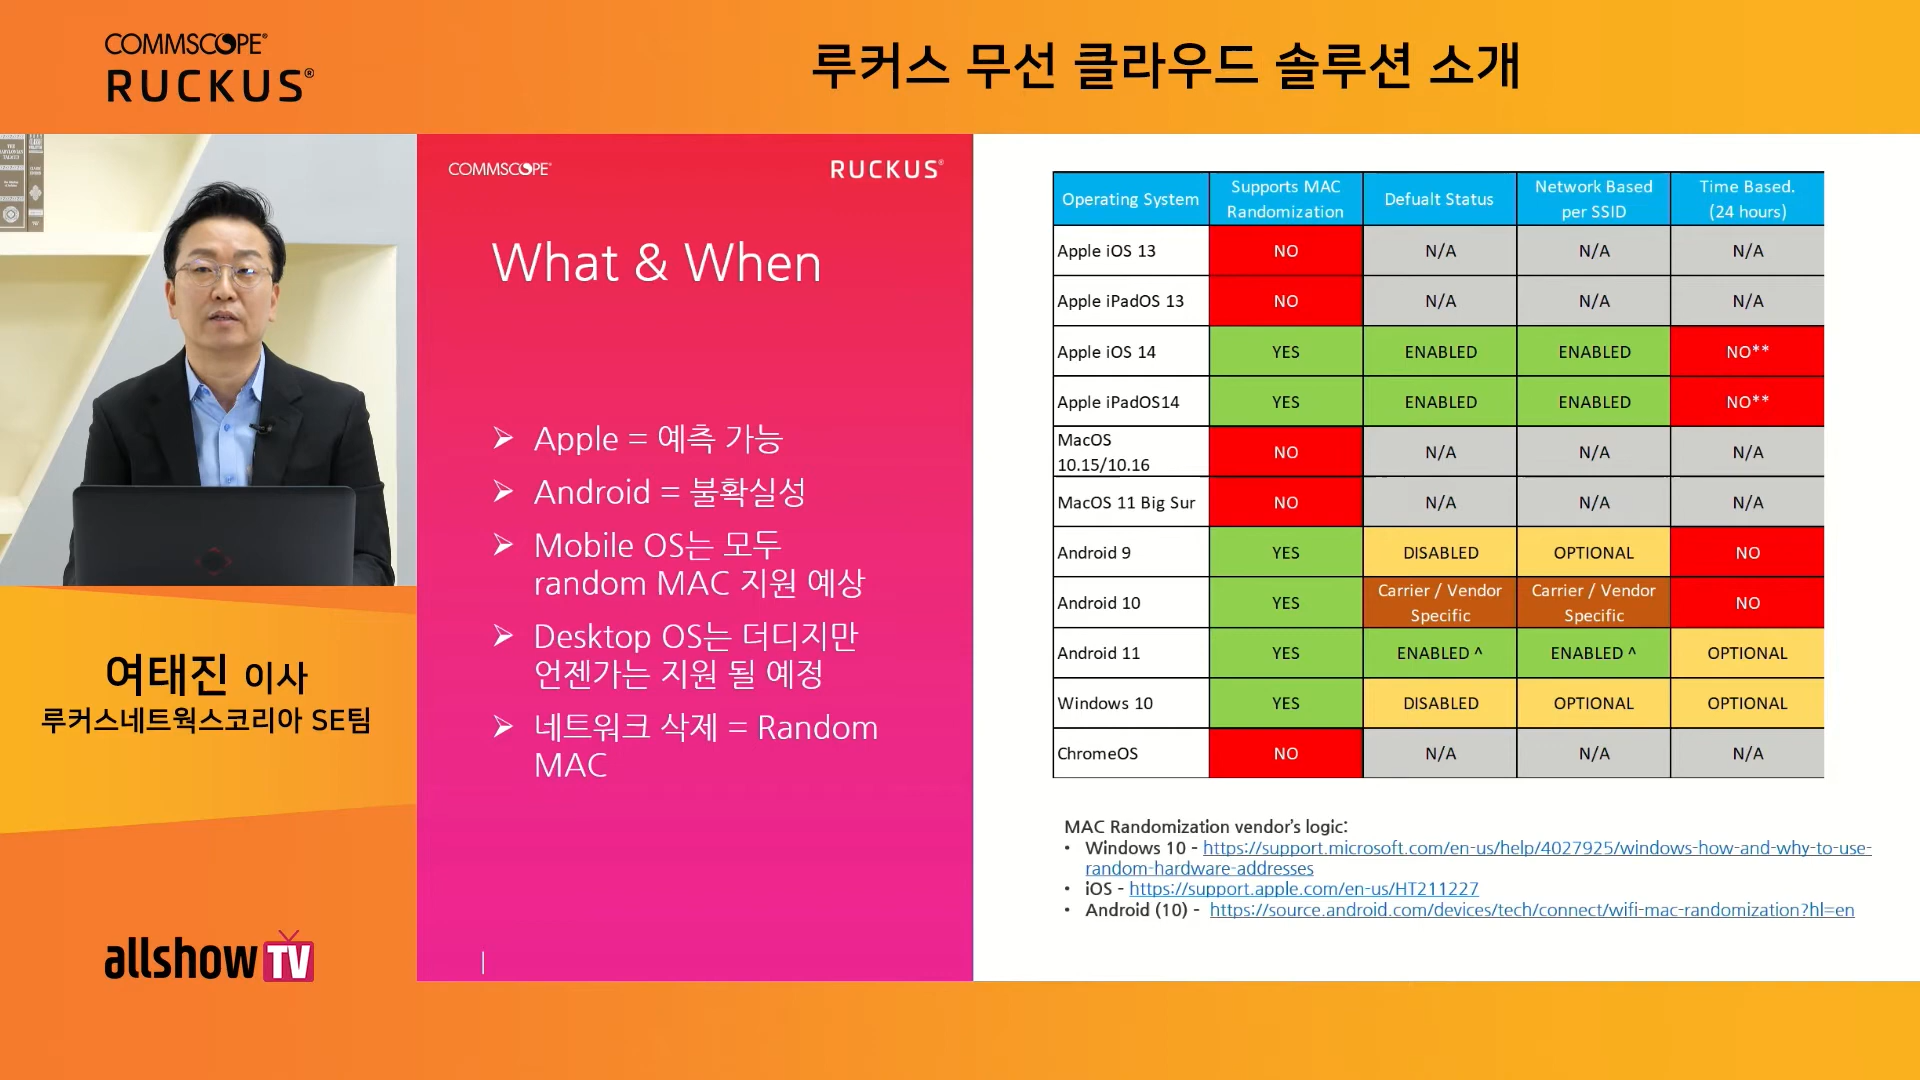 COMMSCOPE®
RUCKUS®
루커스 무선 클라우드 솔루션 소개
COMMSCOPE®
RUCKUS®
What & When
➢ Apple = 예측 가능
➢ Android = 불확실성
➢ Mobile OS는 모두
random MAC 지원 예상
➢ Desktop OS는 더디지만
언젠가는 지원 될 예정
➢ 네트워크 삭제 = Random
MAC
Operating System | Supports MAC Randomization | Defualt Status | Network Based per SSID | Time Based. (24 hours)
Apple iOS 13 | NO | N/A | N/A | N/A
Apple iPadOS 13 | NO | N/A | N/A | N/A
Apple iOS 14 | YES | ENABLED | ENABLED | NO**
Apple iPadOS14 | YES | ENABLED | ENABLED | NO**
MacOS 10.15/10.16 | NO | N/A | N/A | N/A
MacOS 11 Big Sur | NO | N/A | N/A | N/A
Android 9 | YES | DISABLED | OPTIONAL | NO
Android 10 | YES | Carrier / Vendor Specific | Carrier / Vendor Specific | NO
Android 11 | YES | ENABLED ^ | ENABLED ^ | OPTIONAL
Windows 10 | YES | DISABLED | OPTIONAL | OPTIONAL
ChromeOS | NO | N/A | N/A | N/A
MAC Randomization vendor's logic:
• Windows 10 - https://support.microsoft.com/en-us/help/4027925/windows-how-and-why-to-use-
random-hardware-addresses
• iOS - https://support.apple.com/en-us/HT211227
• Android (10) - https://source.android.com/devices/tech/connect/wifi-mac-randomization?hl=en
여태진 이사
루커스네트웍스코리아 SE팀
allshow TV